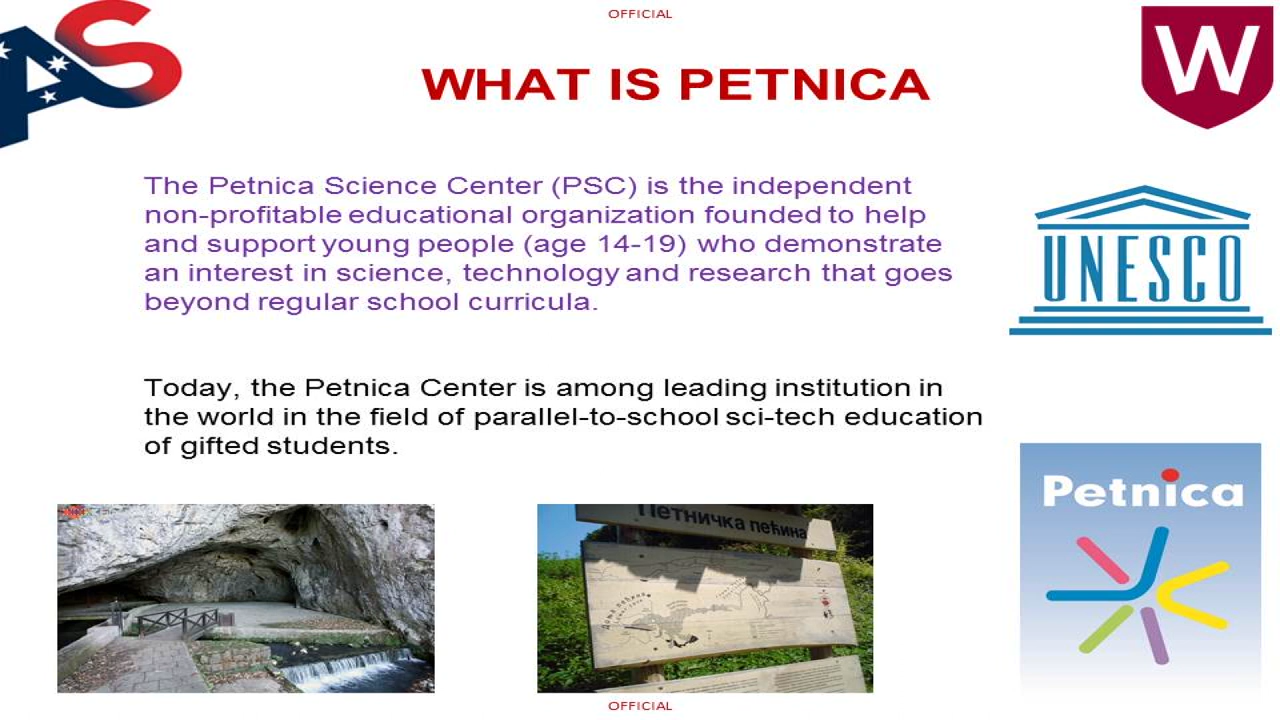 OFFICIAL
AS
WHAT IS PETNICA
W
The Petnica Science Center (PSC) is the independent
non-profitable educational organization founded to help
and support young people (age 14-19) who demonstrate
an interest in science, technology and research that goes
beyond regular school curricula.
UNESCO
Today, the Petnica Center is among leading institution in
the world in the field of parallel-to-school sci-tech education
of gifted students.
Petnica
Петничка пећина
OFFICIAL